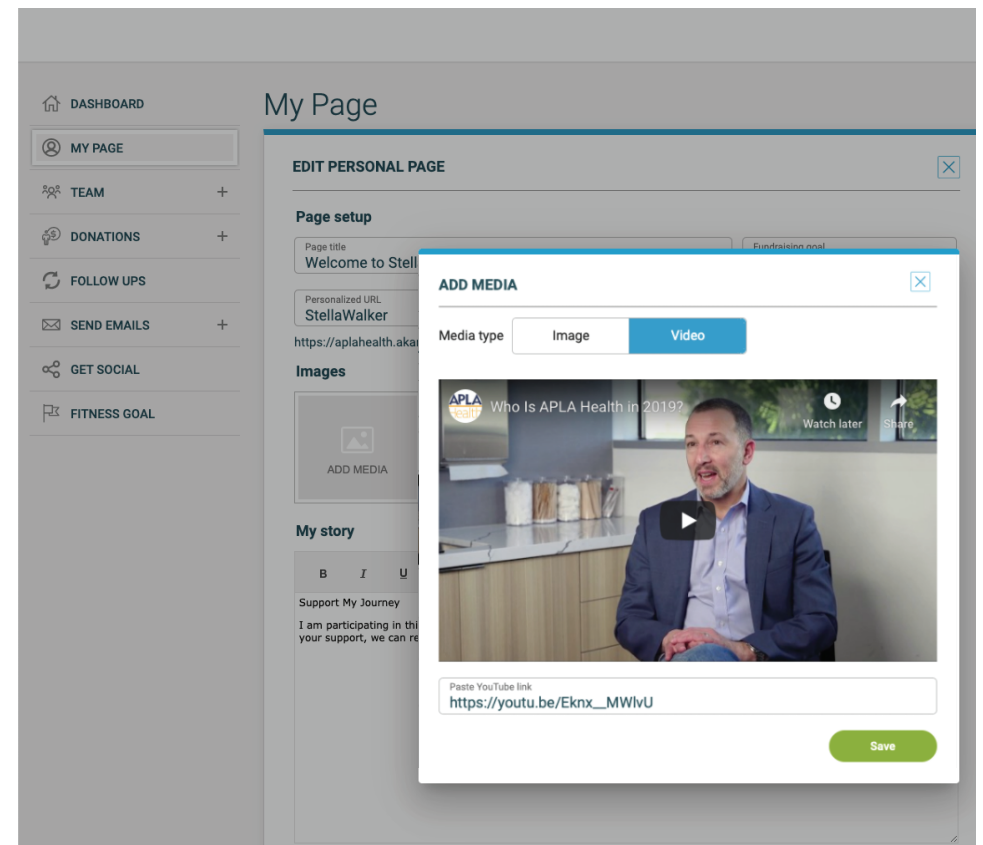 DASHBOARD
MY PAGE
TEAM +
DONATIONS +
FOLLOW UPS
SEND EMAILS +
GET SOCIAL
FITNESS GOAL
My Page
EDIT PERSONAL PAGE
Page setup
Page title
Welcome to Stell
Fundraising goal
Personalized URL
StellaWalker
https://aplahealth.akar
Images
ADD MEDIA
My story
B I U
Support My Journey
I am participating in thi
your support, we can re
ADD MEDIA
Media type Image Video
APLA Health
Who Is APLA Health in 2019?
Watch later Share
Paste YouTube link
https://youtu.be/Eknx__MWlvU
Save